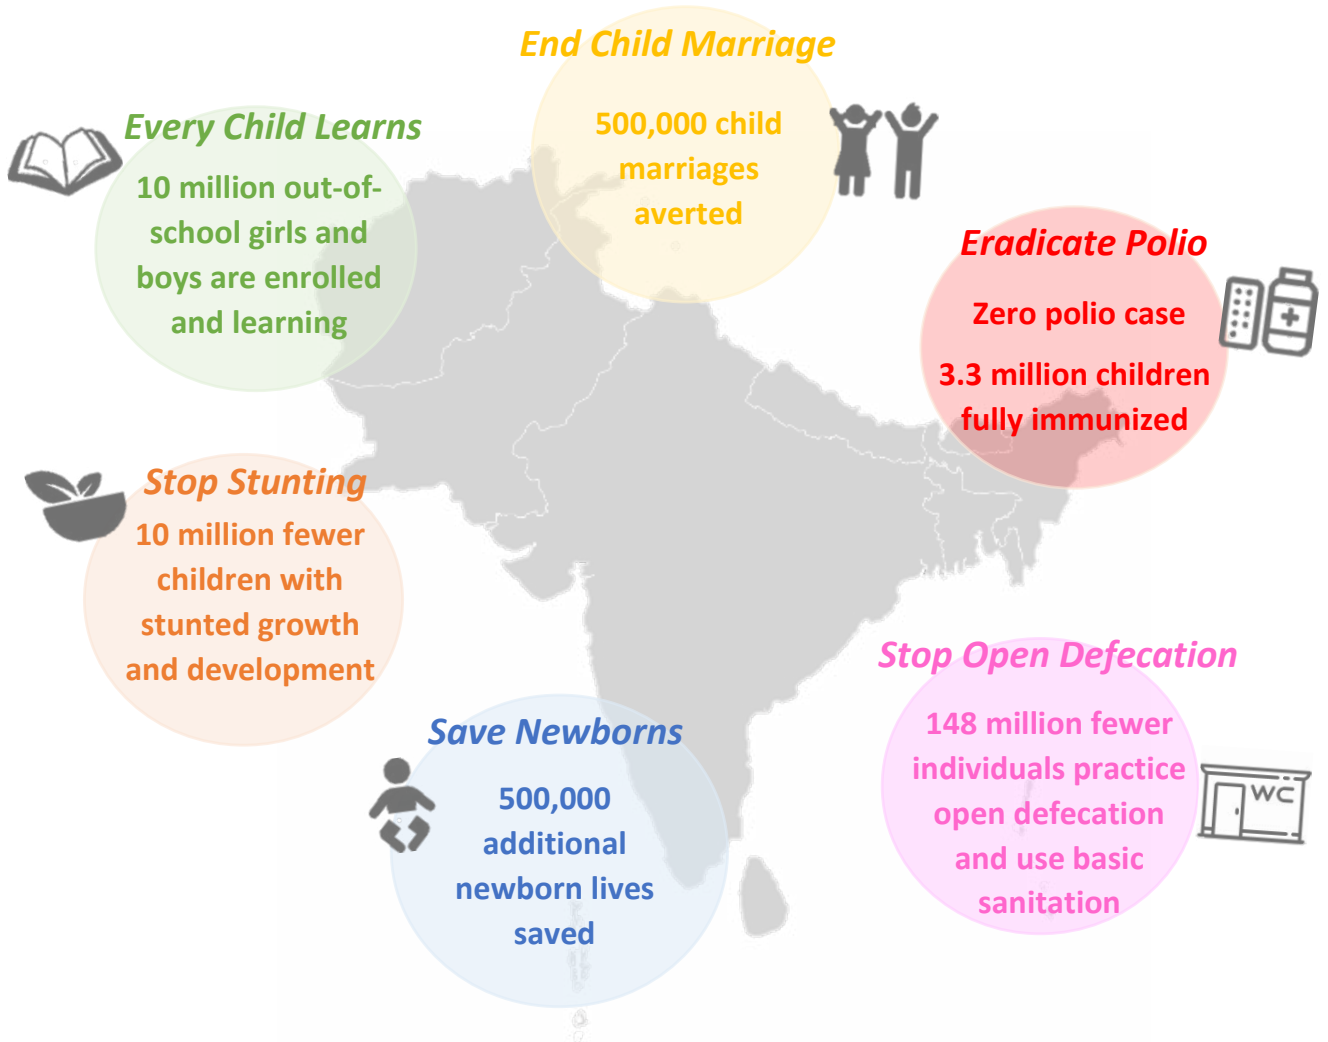 End Child Marriage
500,000 child
marriages
averted
Every Child Learns
10 million out-of-
school girls and
boys are enrolled
and learning
Eradicate Polio
Zero polio case
3.3 million children
fully immunized
Stop Stunting
10 million fewer
children with
stunted growth
and development
Stop Open Defecation
148 million fewer
individuals practice
open defecation
and use basic
sanitation
WC
Save Newborns
500,000
additional
newborn lives
saved